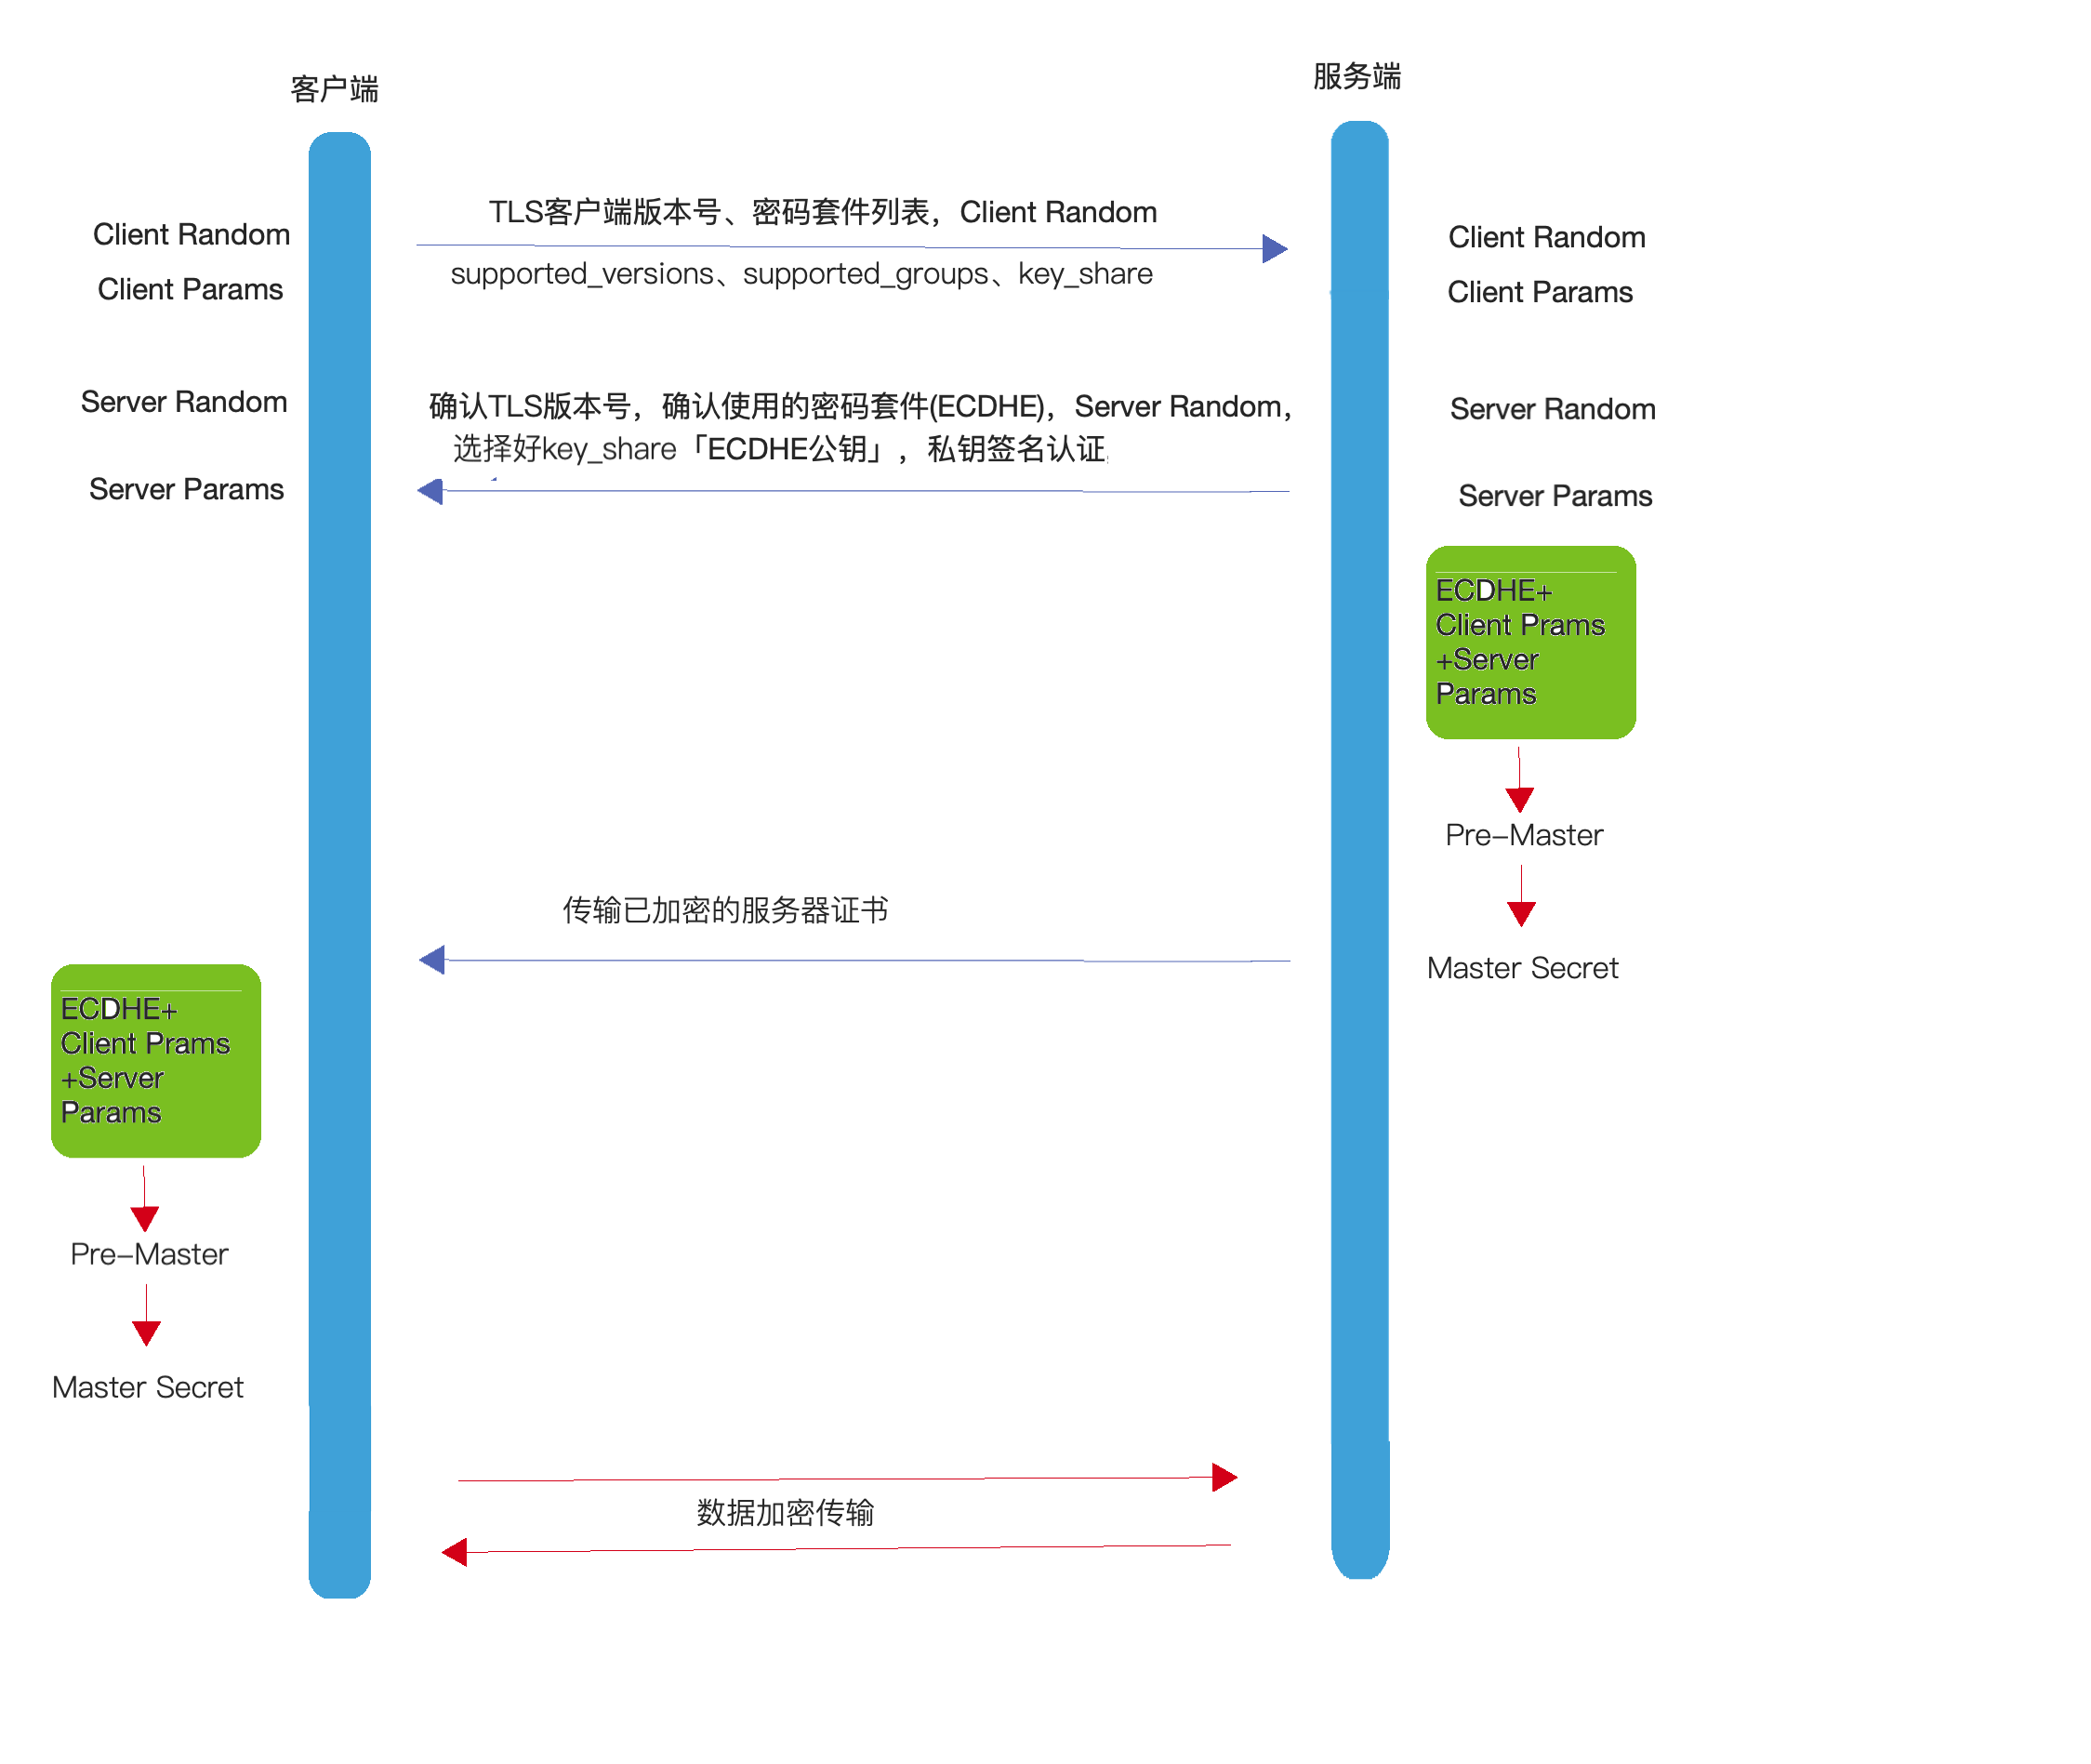 客户端
服务端
TLS客户端版本号、密码套件列表，Client Random
Client Random
Client Random
supported_versions、supported_groups、key_share
Client Params
Client Params
Server Random
确认TLS版本号，确认使用的密码套件(ECDHE)，Server Random，
Server Random
选择好key_share「ECDHE公钥」，私钥签名认证
Server Params
Server Params
ECDHE+
Client Prams
+Server
Params
Pre-Master
传输已加密的服务器证书
Master Secret
ECDHE+
Client Prams
+Server
Params
Pre-Master
Master Secret
数据加密传输